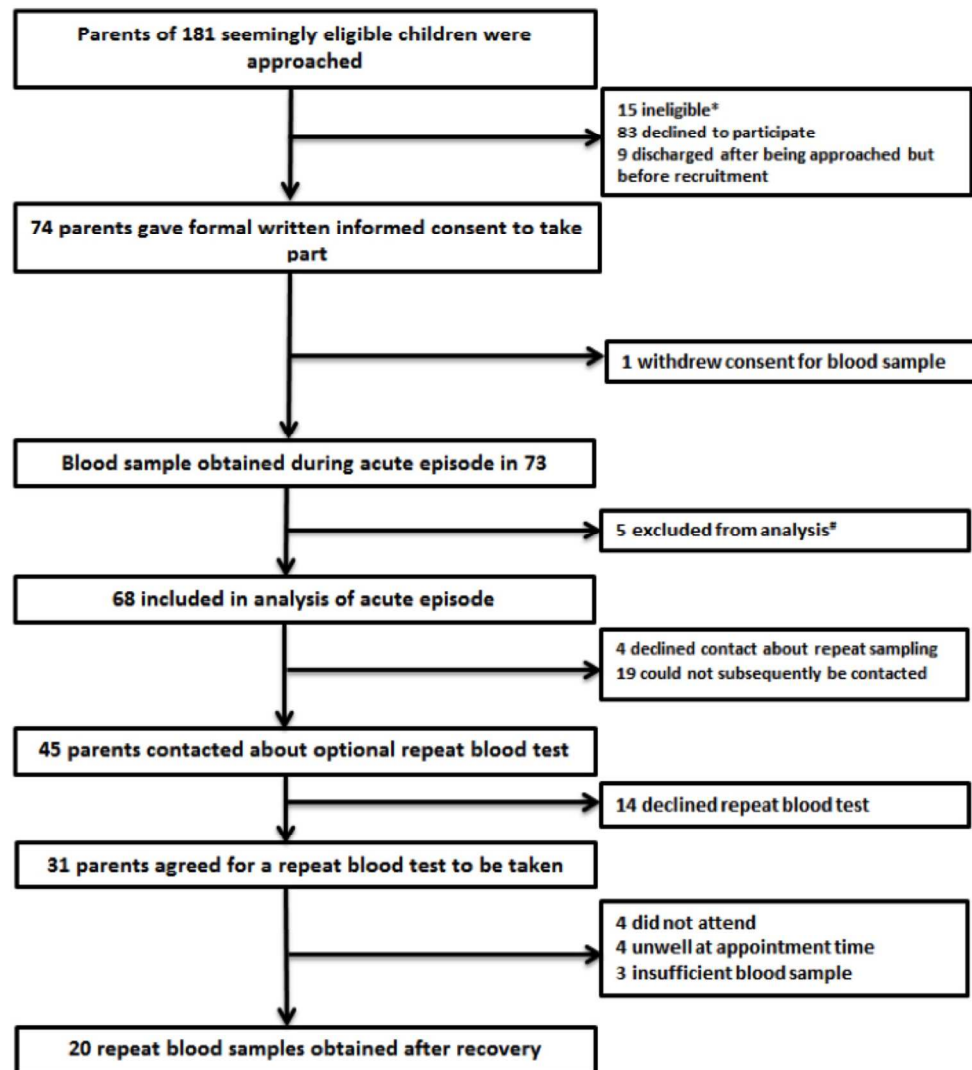 Parents of 181 seemingly eligible children were
approached
15 ineligible*
83 declined to participate
9 discharged after being approached but
before recruitment
74 parents gave formal written informed consent to take
part
1 withdrew consent for blood sample
Blood sample obtained during acute episode in 73
5 excluded from analysis#
68 included in analysis of acute episode
4 declined contact about repeat sampling
19 could not subsequently be contacted
45 parents contacted about optional repeat blood test
14 declined repeat blood test
31 parents agreed for a repeat blood test to be taken
4 did not attend
4 unwell at appointment time
3 insufficient blood sample
20 repeat blood samples obtained after recovery